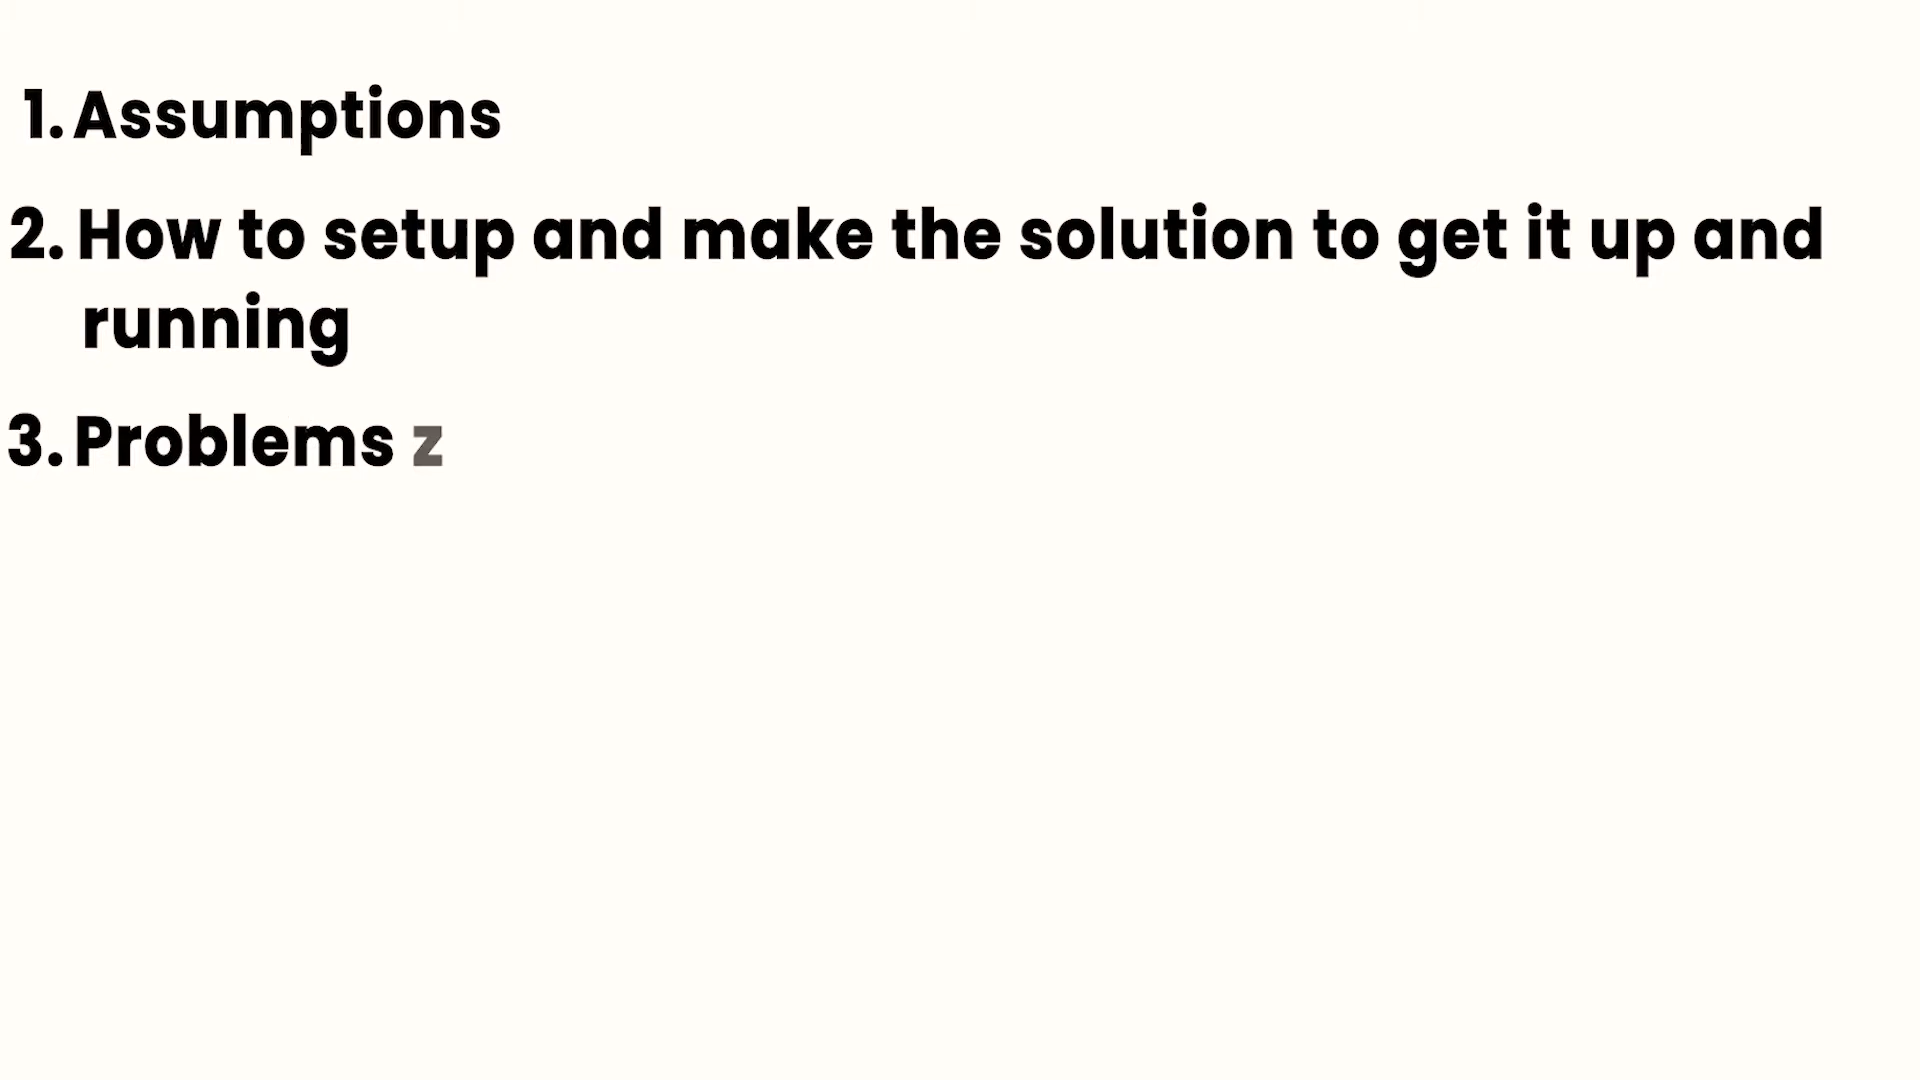 1. Assumptions
2. How to setup and make the solution to get it up and
running
3. Problems z